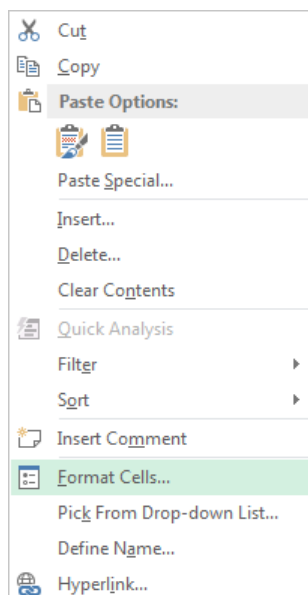 Cut
Copy
Paste Options:
Paste Special...
Insert...
Delete...
Clear Contents
Quick Analysis
Filter
Sort
Insert Comment
Format Cells...
Pick From Drop-down List...
Define Name...
Hyperlink...